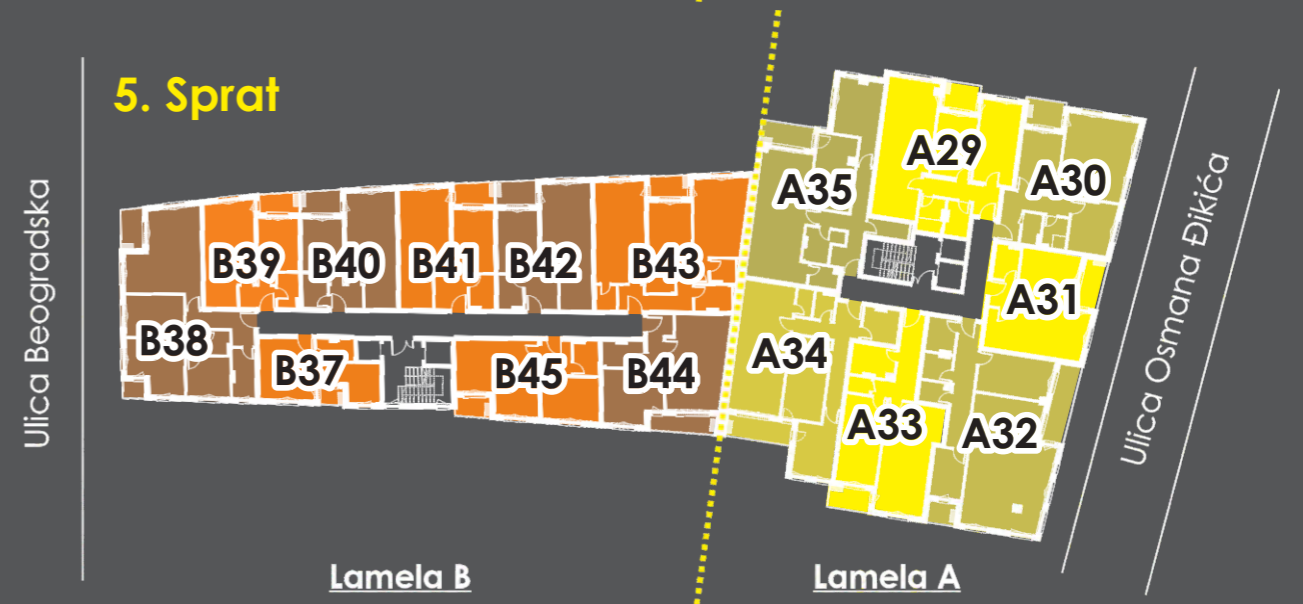 5. Sprat
Ulica Beogradska
B39
B40
B41
B42
B43
B38
B37
B45
B44
A29
A30
A35
A31
A34
A33
A32
Ulica Osmana Đikića
Lamela B
Lamela A